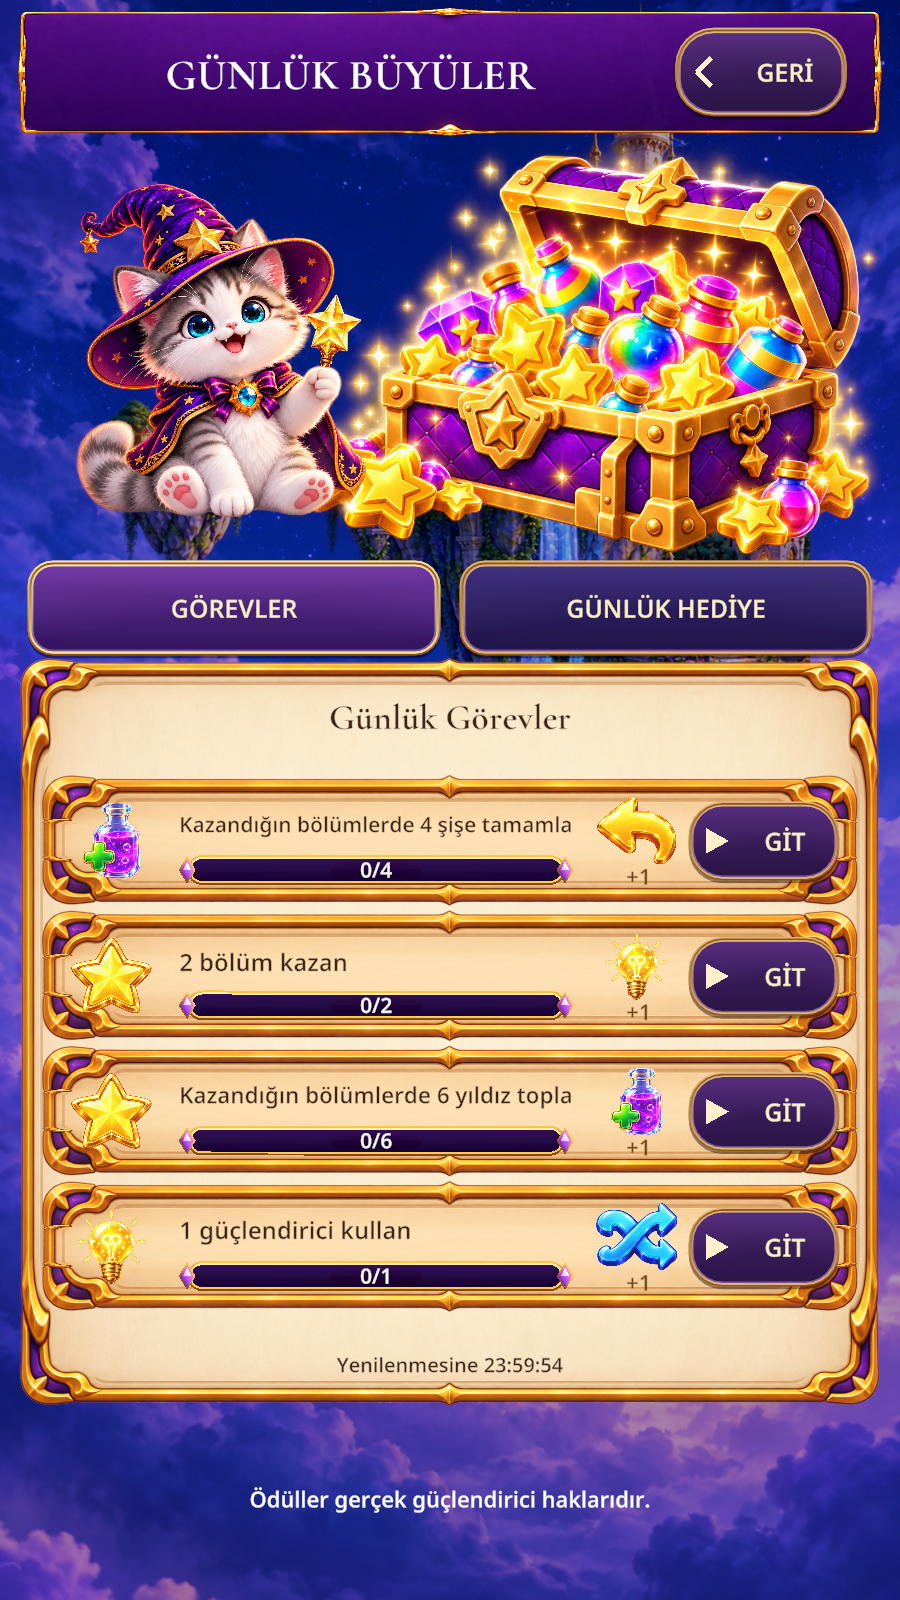 GÜNLÜK BÜYÜLER
GERİ
GÖREVLER
GÜNLÜK HEDİYE
Günlük Görevler
Kazandığın bölümlerde 4 şişe tamamla
0/4
+1
GİT
2 bölüm kazan
0/2
+1
GİT
Kazandığın bölümlerde 6 yıldız topla
0/6
+1
GİT
1 güçlendirici kullan
0/1
+1
GİT
Yenilenmesine 23:59:54
Ödüller gerçek güçlendirici haklarıdır.